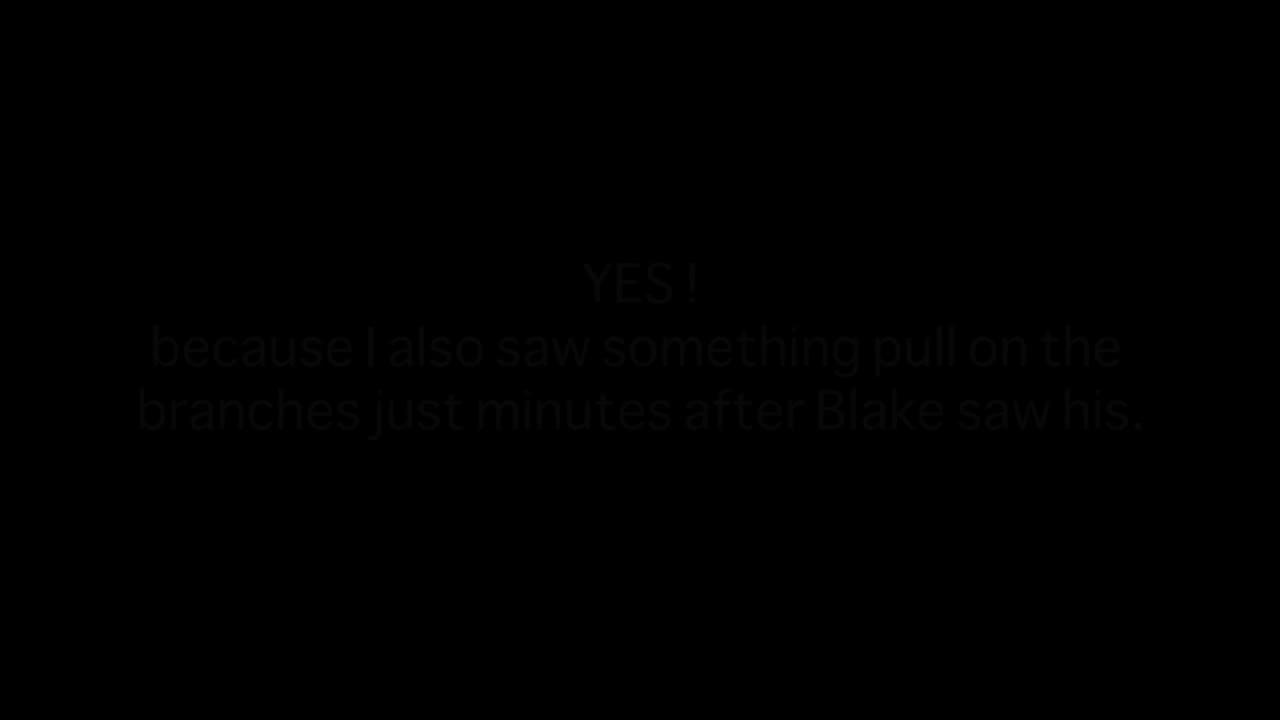 YES !
because I also saw something pull on the
branches just minutes after Blake saw his.